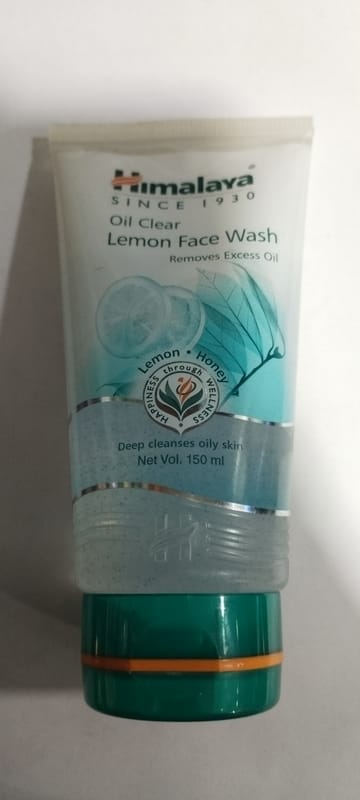 Himalaya
SINCE 1930
Oil Clear
Lemon Face Wash
Removes Excess Oil
Lemon • Honey
HAPPINESS through WELLNESS
Deep cleanses oily skin
Net Vol. 150 ml
H